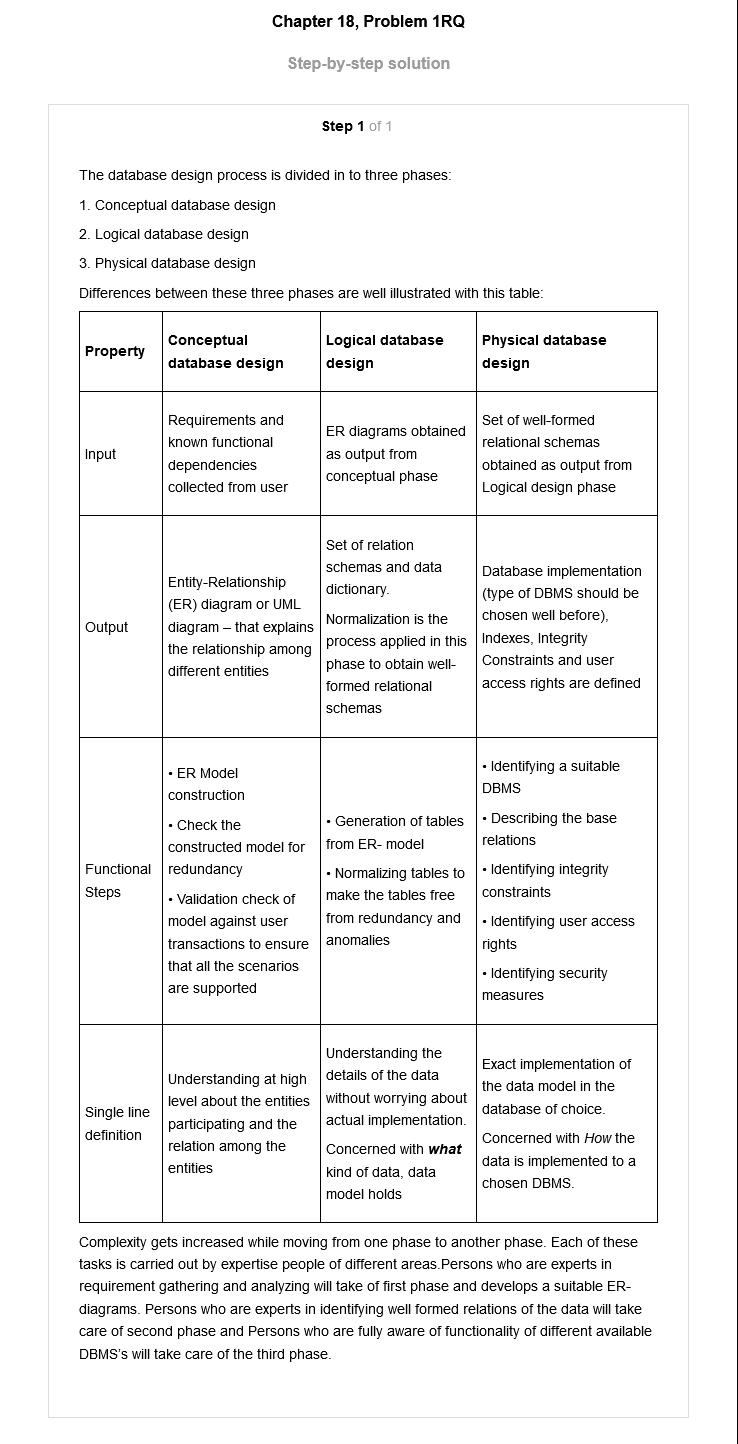 Chapter 18, Problem 1RQ
Step-by-step solution
Step 1 of 1
The database design process is divided in to three phases:
1. Conceptual database design
2. Logical database design
3. Physical database design
Differences between these three phases are well illustrated with this table:
Property
Conceptual
database design
Logical database
design
Physical database
design
Input
Requirements and
known functional
dependencies
collected from user
ER diagrams obtained
as output from
conceptual phase
Set of well-formed
relational schemas
obtained as output from
Logical design phase
Output
Entity-Relationship
(ER) diagram or UML
diagram – that explains
the relationship among
different entities
Set of relation
schemas and data
dictionary.
Normalization is the
process applied in this
phase to obtain well-
formed relational
schemas
Database implementation
(type of DBMS should be
chosen well before),
Indexes, Integrity
Constraints and user
access rights are defined
Functional
Steps
• ER Model
construction
• Check the
constructed model for
redundancy
• Validation check of
model against user
transactions to ensure
that all the scenarios
are supported
• Generation of tables
from ER- model
• Normalizing tables to
make the tables free
from redundancy and
anomalies
• Identifying a suitable
DBMS
• Describing the base
relations
• Identifying integrity
constraints
• Identifying user access
rights
• Identifying security
measures
Single line
definition
Understanding at high
level about the entities
participating and the
relation among the
entities
Understanding the
details of the data
without worrying about
actual implementation.
Concerned with what
kind of data, data
model holds
Exact implementation of
the data model in the
database of choice.
Concerned with How the
data is implemented to a
chosen DBMS.
Complexity gets increased while moving from one phase to another phase. Each of these
tasks is carried out by expertise people of different areas.Persons who are experts in
requirement gathering and analyzing will take of first phase and develops a suitable ER-
diagrams. Persons who are experts in identifying well formed relations of the data will take
care of second phase and Persons who are fully aware of functionality of different available
DBMS's will take care of the third phase.